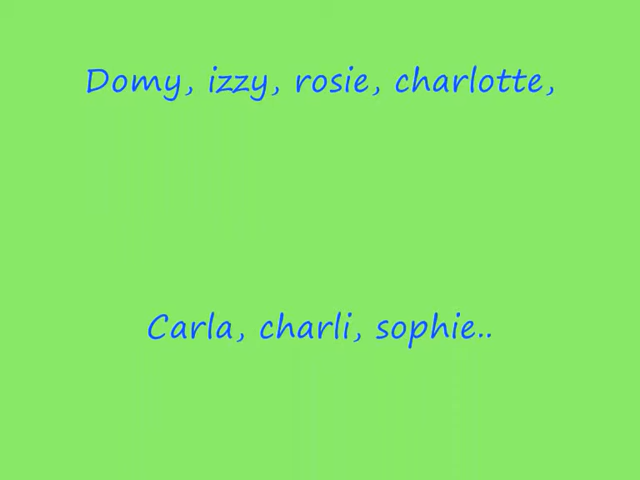 Domy, izzy, rosie, charlotte,
Carla, charli, sophie..